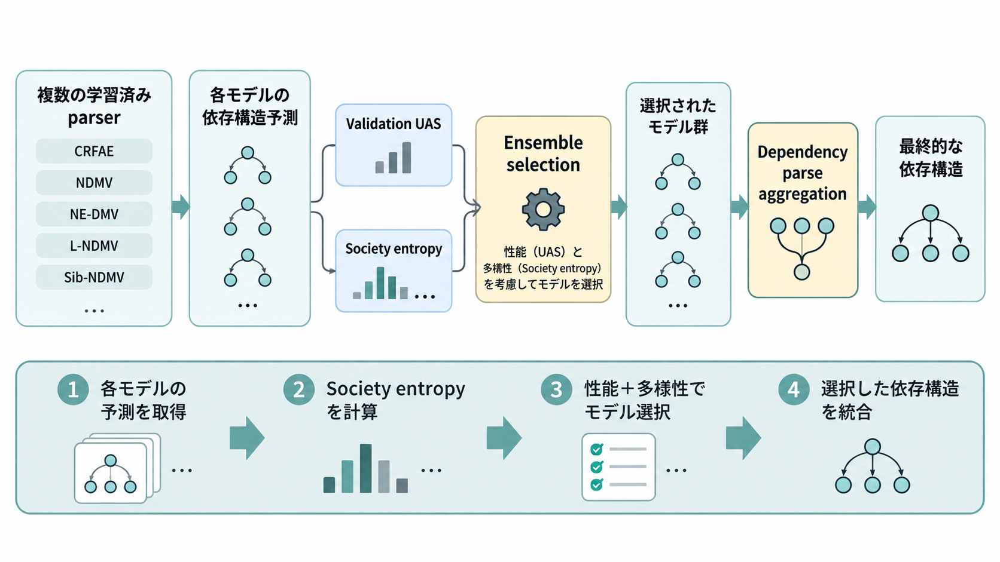 複数の学習済み
parser
CRFAE
NDMV
NE-DMV
L-NDMV
Sib-NDMV
...
各モデルの
依存構造予測
...
Validation UAS
Society entropy
...
Ensemble
selection
性能（UAS）と
多様性（Society entropy）
を考慮してモデルを選択
選択された
モデル群
...
Dependency
parse
aggregation
最終的な
依存構造
1 各モデルの
予測を取得
...
2 Society entropy
を計算
...
3 性能＋多様性で
モデル選択
...
4 選択した依存構造
を統合